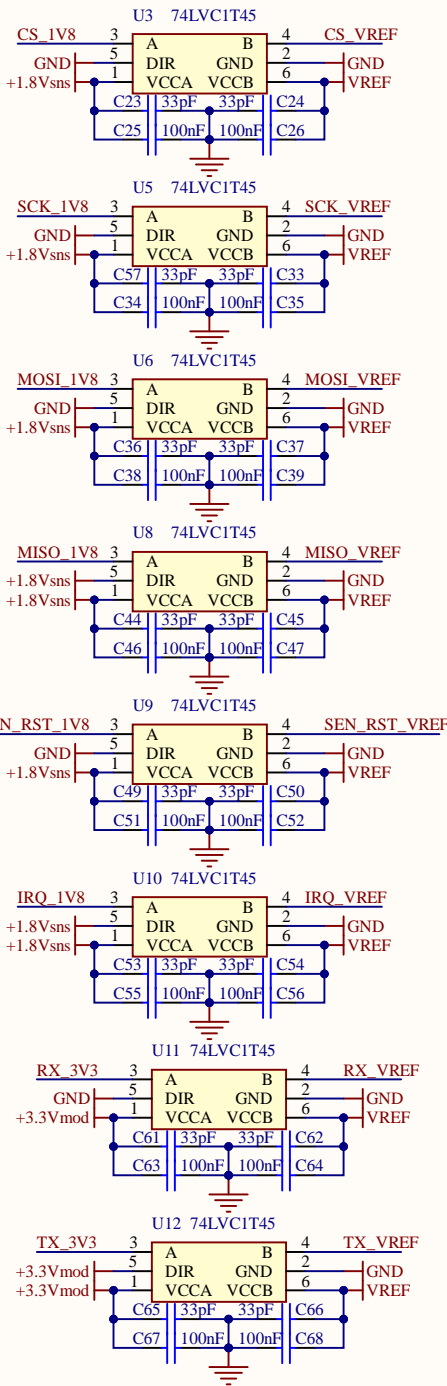 U3 74LVC1T45
CS_1V8 3 A B 4 CS_VREF
GND 5 DIR GND 2 GND
+1.8Vsns 1 VCCA VCCB 6 VREF
C23 33pF 33pF C24
C25 100nF 100nF C26
U5 74LVC1T45
SCK_1V8 3 A B 4 SCK_VREF
GND 5 DIR GND 2 GND
+1.8Vsns 1 VCCA VCCB 6 VREF
C57 33pF 33pF C33
C34 100nF 100nF C35
U6 74LVC1T45
MOSI_1V8 3 A B 4 MOSI_VREF
GND 5 DIR GND 2 GND
+1.8Vsns 1 VCCA VCCB 6 VREF
C36 33pF 33pF C37
C38 100nF 100nF C39
U8 74LVC1T45
MISO_1V8 3 A B 4 MISO_VREF
+1.8Vsns 5 DIR GND 2 GND
+1.8Vsns 1 VCCA VCCB 6 VREF
C44 33pF 33pF C45
C46 100nF 100nF C47
U9 74LVC1T45
N_RST_1V8 3 A B 4 SEN_RST_VREF
GND 5 DIR GND 2 GND
+1.8Vsns 1 VCCA VCCB 6 VREF
C49 33pF 33pF C50
C51 100nF 100nF C52
U10 74LVC1T45
IRQ_1V8 3 A B 4 IRQ_VREF
+1.8Vsns 5 DIR GND 2 GND
+1.8Vsns 1 VCCA VCCB 6 VREF
C53 33pF 33pF C54
C55 100nF 100nF C56
U11 74LVC1T45
RX_3V3 3 A B 4 RX_VREF
GND 5 DIR GND 2 GND
+3.3Vmod 1 VCCA VCCB 6 VREF
C61 33pF 33pF C62
C63 100nF 100nF C64
U12 74LVC1T45
TX_3V3 3 A B 4 TX_VREF
+3.3Vmod 5 DIR GND 2 GND
+3.3Vmod 1 VCCA VCCB 6 VREF
C65 33pF 33pF C66
C67 100nF 100nF C68